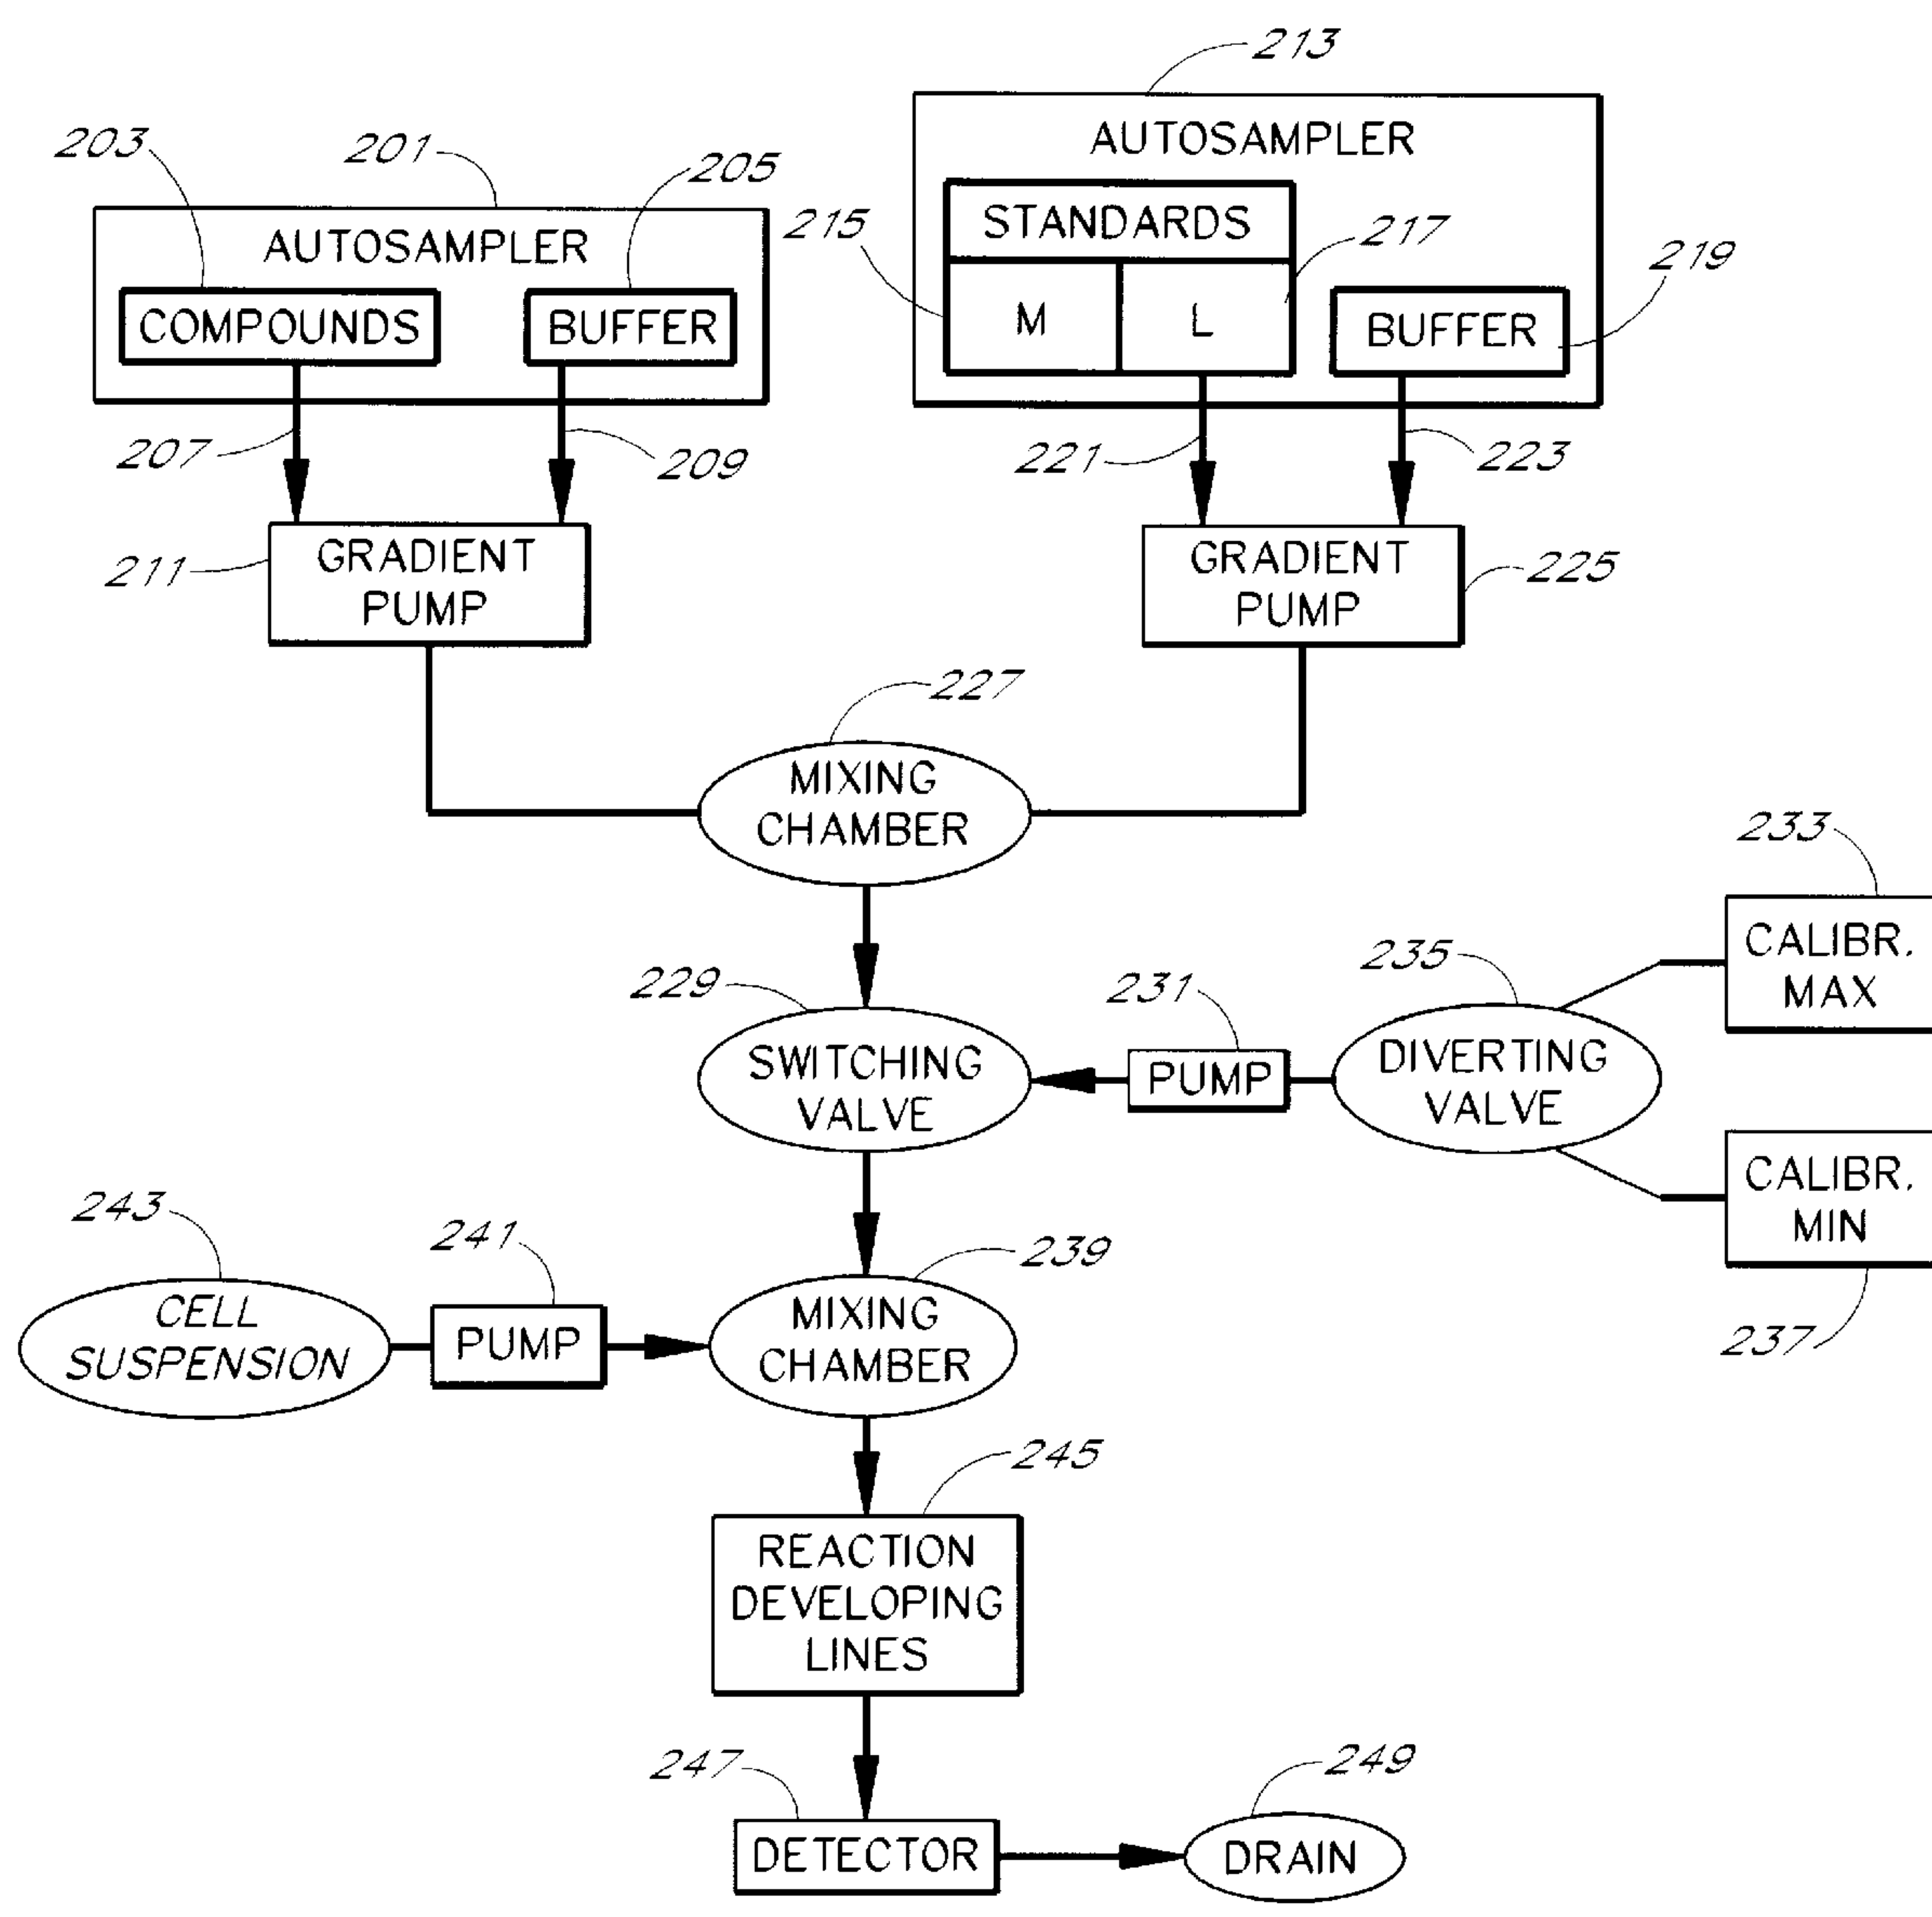 213
203
201
205
AUTOSAMPLER
215
STANDARDS
217
219
AUTOSAMPLER
COMPOUNDS
BUFFER
M
L
BUFFER
207
209
221
223
211
GRADIENT
PUMP
GRADIENT
PUMP
225
227
MIXING
CHAMBER
233
229
231
235
CALIBR.
MAX
SWITCHING
VALVE
PUMP
DIVERTING
VALVE
CALIBR.
MIN
243
241
239
237
CELL
SUSPENSION
PUMP
MIXING
CHAMBER
245
REACTION
DEVELOPING
LINES
247
249
DETECTOR
DRAIN